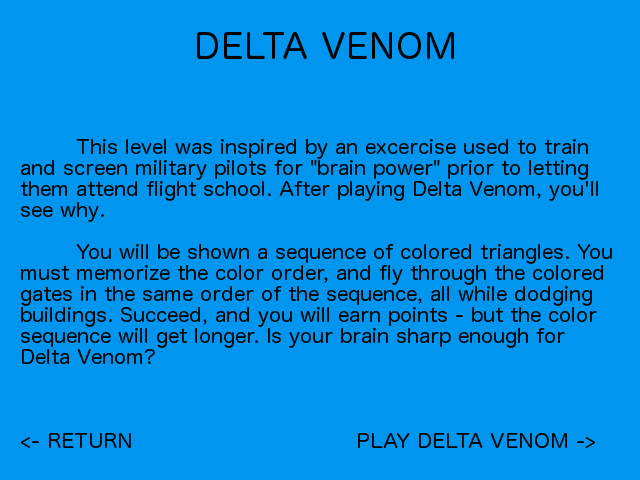 DELTA VENOM
This level was inspired by an excercise used to train
and screen military pilots for "brain power" prior to letting
them attend flight school. After playing Delta Venom, you'll
see why.
You will be shown a sequence of colored triangles. You
must memorize the color order, and fly through the colored
gates in the same order of the sequence, all while dodging
buildings. Succeed, and you will earn points - but the color
sequence will get longer. Is your brain sharp enough for
Delta Venom?
<- RETURN
PLAY DELTA VENOM ->